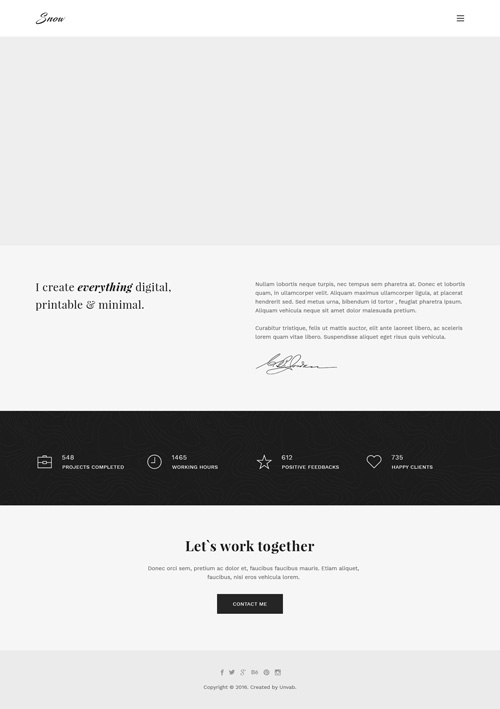 Snow
I create everything digital,
printable & minimal.
Nullam lobortis neque turpis, nec tempus sem pharetra at. Donec et lobortis
quam, in ullamcorper velit. Aliquam maximus ullamcorper ligula, at placerat
hendrerit sed. Sed metus urna, bibendum id tortor , feugiat pharetra ipsum.
Aliquam vehicula neque sit amet dolor malesuada pretium.
Curabitur tristique, felis ut mattis auctor, elit ante laoreet libero, ac sceleris
lorem quam vitae libero. Suspendisse aliquet eget risus quis vehicula.
548
PROJECTS COMPLETED
1465
WORKING HOURS
612
POSITIVE FEEDBACKS
735
HAPPY CLIENTS
Let`s work together
Donec orci sem, pretium ac dolor et, faucibus faucibus mauris. Etiam aliquet,
faucibus, nisl eros vehicula lorem.
CONTACT ME
Copyright © 2016. Created by Unvab.